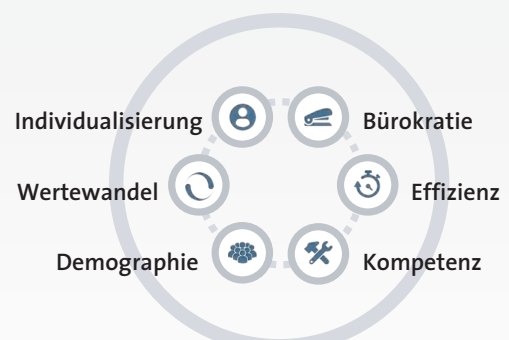 Individualisierung
Bürokratie
Wertewandel
Effizienz
Demographie
Kompetenz